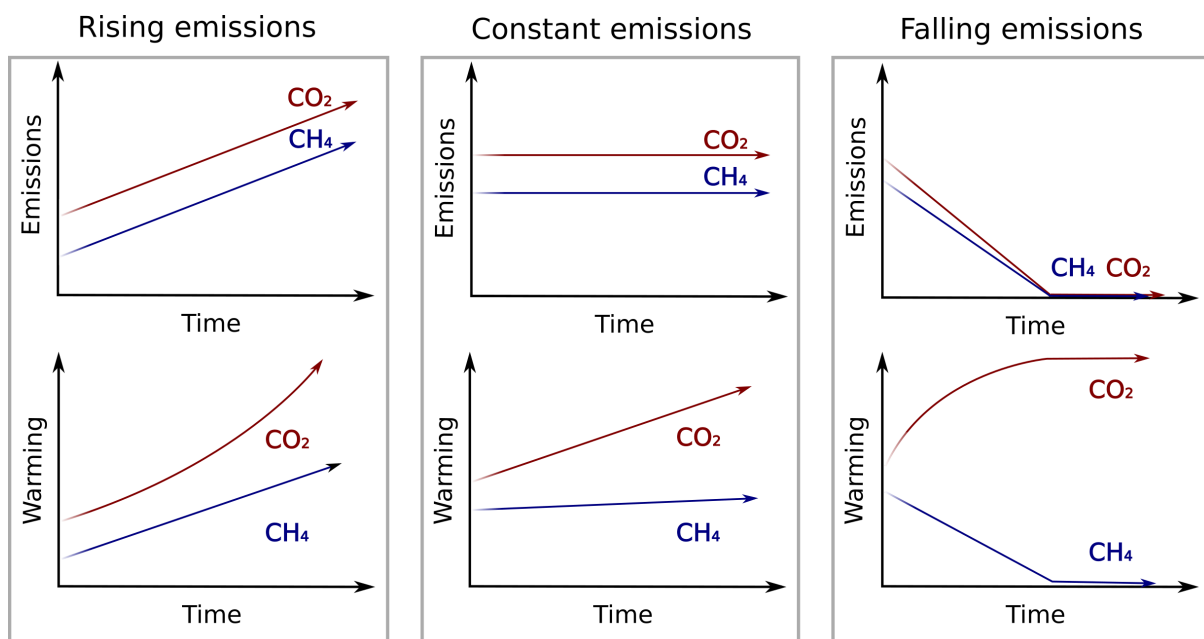 Rising emissions
Emissions
CO₂
CH₄
Time
Warming
CO₂
CH₄
Time
Constant emissions
Emissions
CO₂
CH₄
Time
Warming
CO₂
CH₄
Time
Falling emissions
Emissions
CH₄ CO₂
Time
Warming
CO₂
CH₄
Time